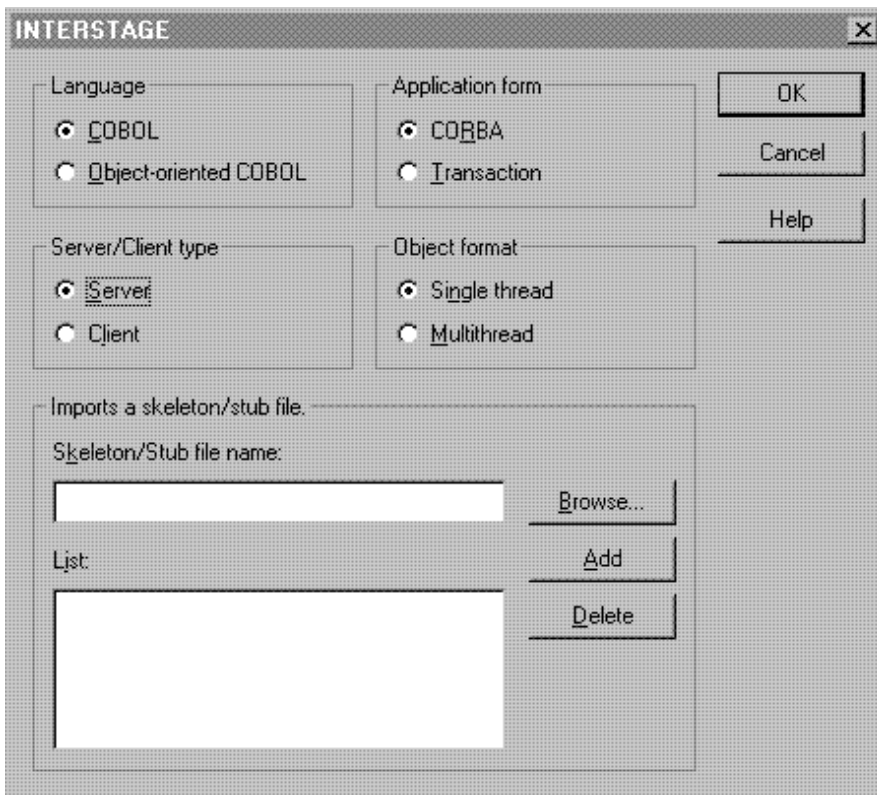 INTERSTAGE
Language
COBOL
Object-oriented COBOL
Application form
CORBA
Transaction
OK
Cancel
Help
Server/Client type
Server
Client
Object format
Single thread
Multithread
Imports a skeleton/stub file.
Skeleton/Stub file name:
Browse...
List:
Add
Delete